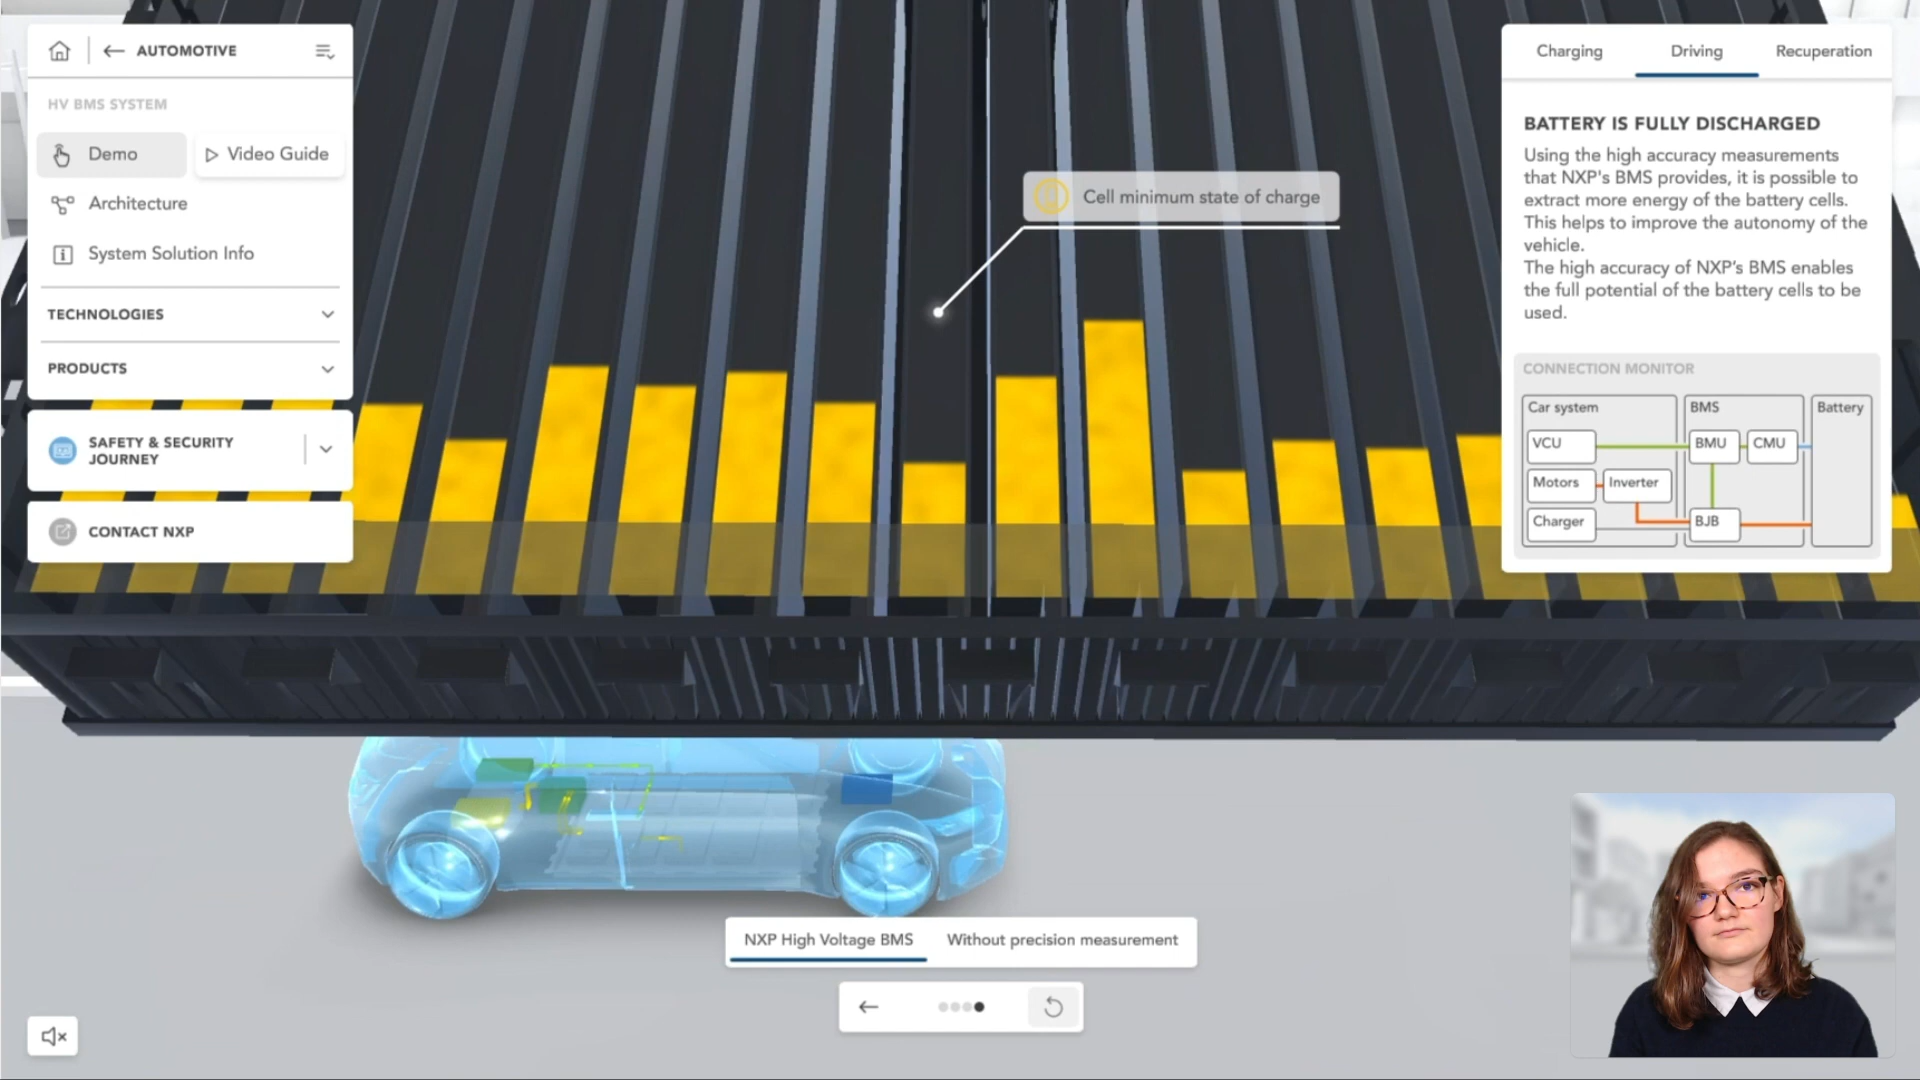 AUTOMOTIVE
HV BMS SYSTEM
Demo
Video Guide
Architecture
System Solution Info
TECHNOLOGIES
PRODUCTS
SAFETY & SECURITY
JOURNEY
CONTACT NXP
Cell minimum state of charge
Charging
Driving
Recuperation
BATTERY IS FULLY DISCHARGED
Using the high accuracy measurements
that NXP's BMS provides, it is possible to
extract more energy of the battery cells.
This helps to improve the autonomy of the
vehicle.
The high accuracy of NXP's BMS enables
the full potential of the battery cells to be
used.
CONNECTION MONITOR
Car system
BMS
Battery
VCU
BMU
CMU
Motors
Inverter
Charger
BJB
NXP High Voltage BMS
Without precision measurement